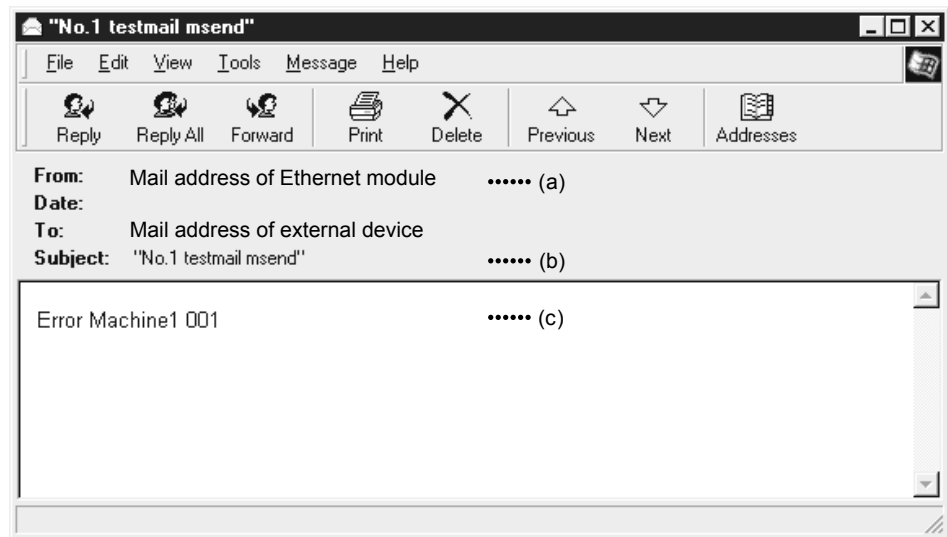 "No.1 testmail msend"
File Edit View Tools Message Help
Reply Reply All Forward Print Delete Previous Next Addresses
From: Mail address of Ethernet module •••••• (a)
Date:
To: Mail address of external device
Subject: "No.1 testmail msend" •••••• (b)
Error Machine1 001 •••••• (c)